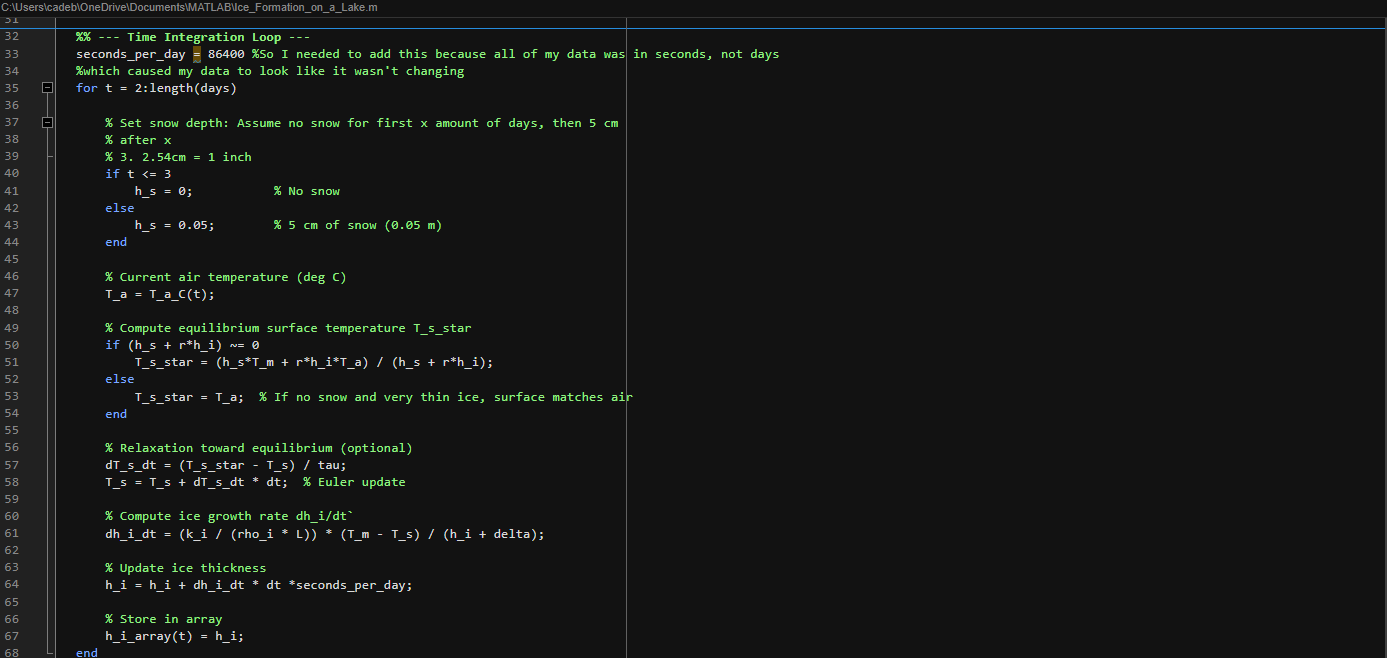 C:\Users\cadeb\OneDrive\Documents\MATLAB\Ice_Formation_on_a_Lake.m
31
32 %% --- Time Integration Loop ---
33 seconds_per_day = 86400 %So I needed to add this because all of my data was in seconds, not days
34 %which caused my data to look like it wasn't changing
35 for t = 2:length(days)
36
37 % Set snow depth: Assume no snow for first x amount of days, then 5 cm
38 % after x
39 % 3. 2.54cm = 1 inch
40 if t <= 3
41 h_s = 0; % No snow
42 else
43 h_s = 0.05; % 5 cm of snow (0.05 m)
44 end
45
46 % Current air temperature (deg C)
47 T_a = T_a_C(t);
48
49 % Compute equilibrium surface temperature T_s_star
50 if (h_s + r*h_i) ~= 0
51 T_s_star = (h_s*T_m + r*h_i*T_a) / (h_s + r*h_i);
52 else
53 T_s_star = T_a; % If no snow and very thin ice, surface matches air
54 end
55
56 % Relaxation toward equilibrium (optional)
57 dT_s_dt = (T_s_star - T_s) / tau;
58 T_s = T_s + dT_s_dt * dt; % Euler update
59
60 % Compute ice growth rate dh_i/dt`
61 dh_i_dt = (k_i / (rho_i * L)) * (T_m - T_s) / (h_i + delta);
62
63 % Update ice thickness
64 h_i = h_i + dh_i_dt * dt *seconds_per_day;
65
66 % Store in array
67 h_i_array(t) = h_i;
68 end